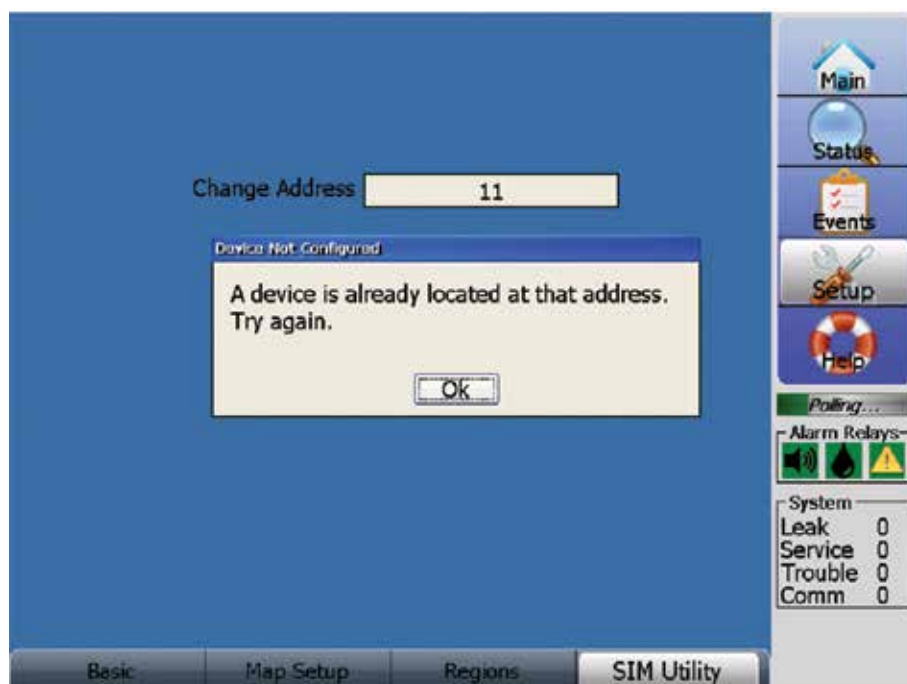 Change Address 11
Device Not Configured
A device is already located at that address.
Try again.
Ok
Main
Status
Events
Setup
Help
Polling...
Alarm Relays
System
Leak 0
Service 0
Trouble 0
Comm 0
Basic Map Setup Regions SIM Utility